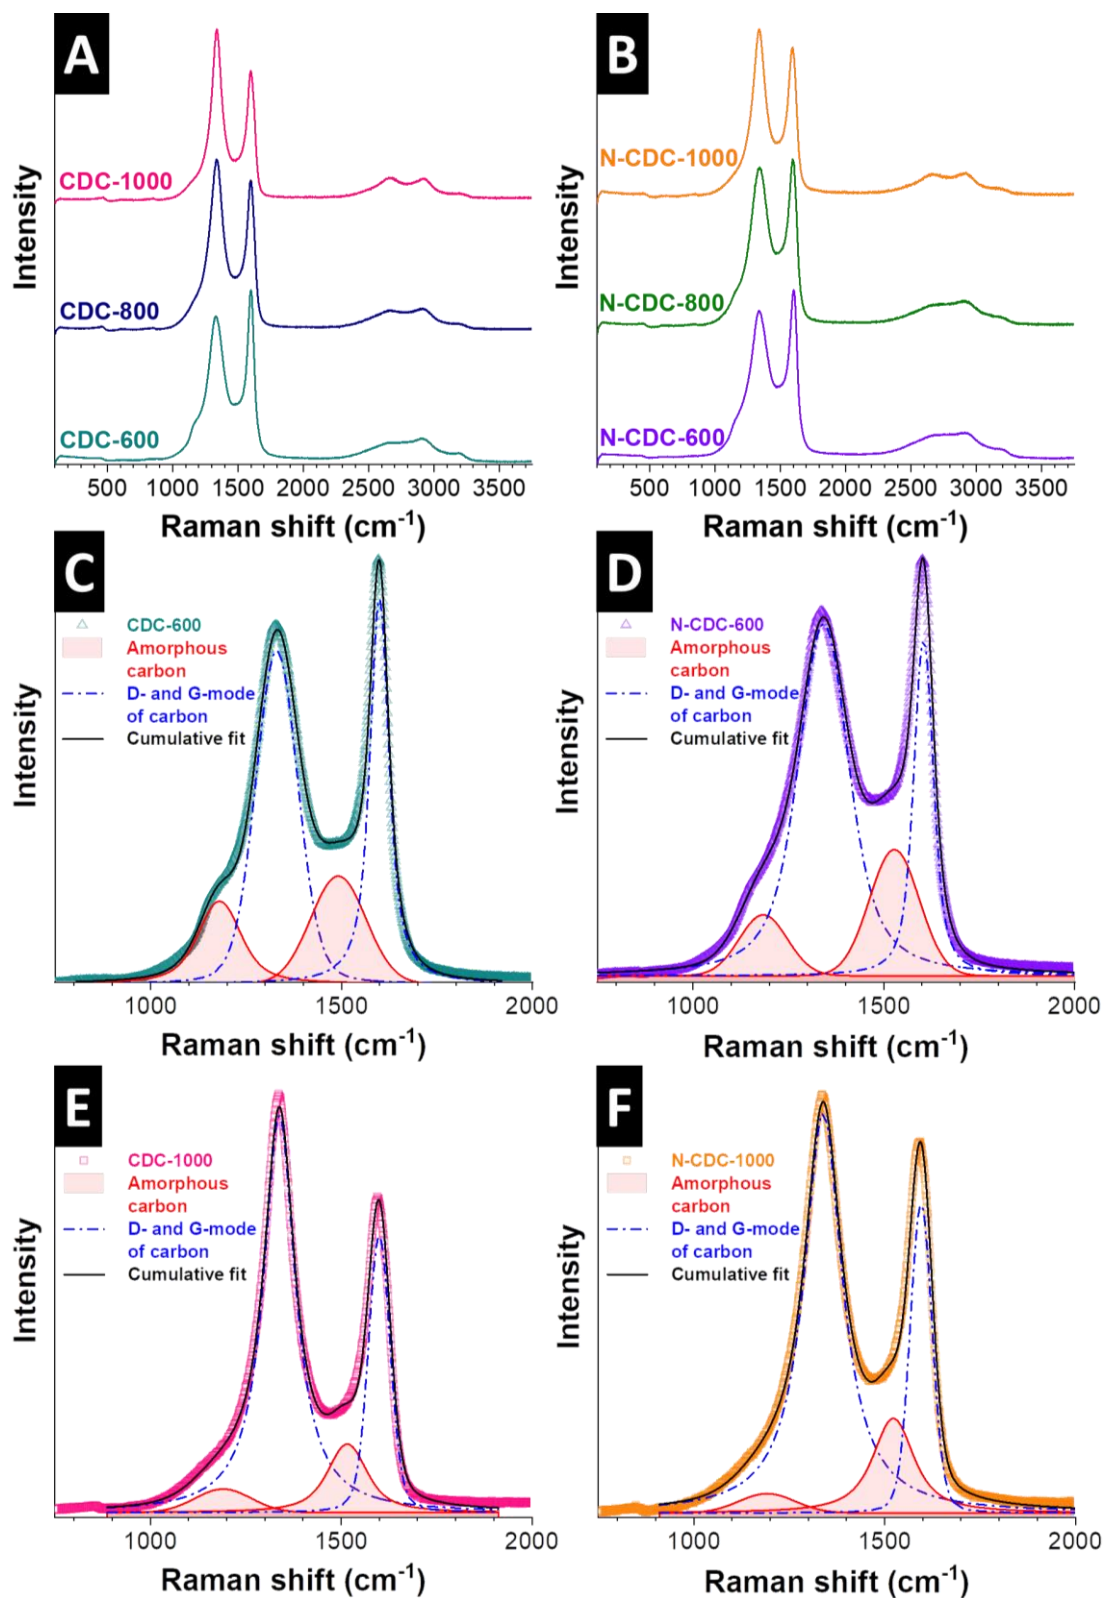 A
Intensity
CDC-1000
CDC-800
CDC-600
500 1000 1500 2000 2500 3000 3500
Raman shift (cm-1)
B
Intensity
N-CDC-1000
N-CDC-800
N-CDC-600
500 1000 1500 2000 2500 3000 3500
Raman shift (cm-1)
C
Intensity
CDC-600
Amorphous
carbon
D- and G-mode
of carbon
Cumulative fit
1000 1500 2000
Raman shift (cm-1)
D
Intensity
N-CDC-600
Amorphous
carbon
D- and G-mode
of carbon
Cumulative fit
1000 1500 2000
Raman shift (cm-1)
E
Intensity
CDC-1000
Amorphous
carbon
D- and G-mode
of carbon
Cumulative fit
1000 1500 2000
Raman shift (cm-1)
F
Intensity
N-CDC-1000
Amorphous
carbon
D- and G-mode
of carbon
Cumulative fit
1000 1500 2000
Raman shift (cm-1)